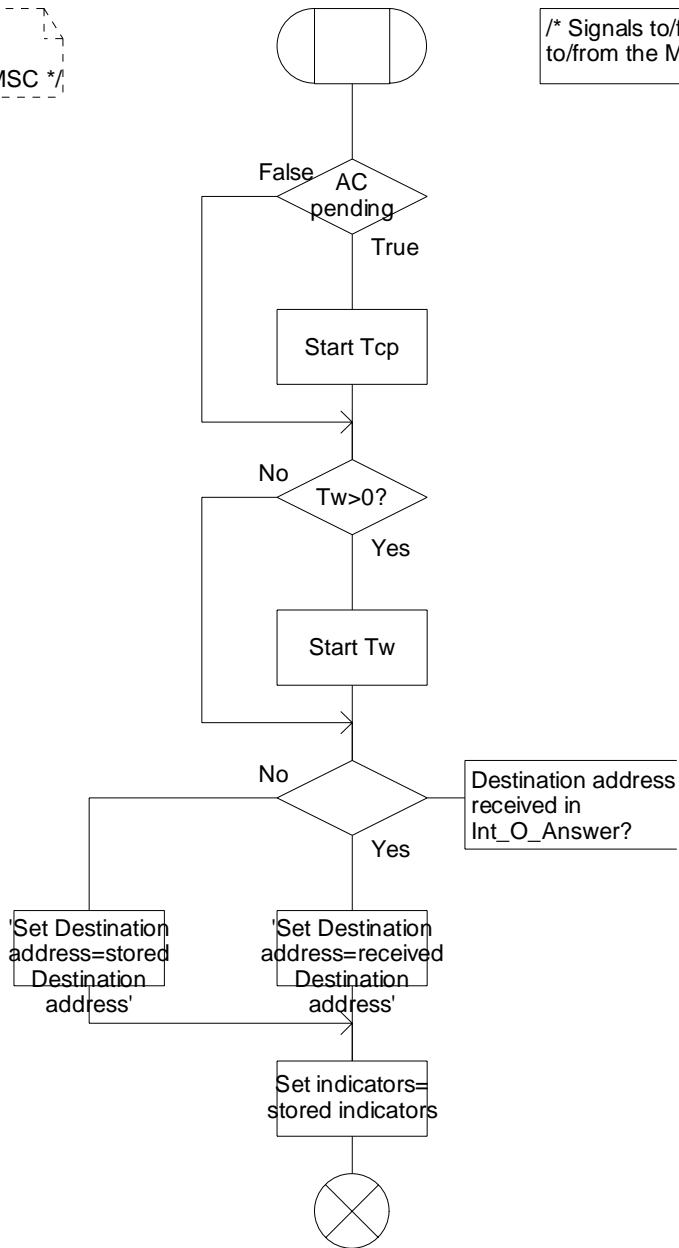 MSC */
/* Signals to/f
to/from the M
False
AC
pending
True
Start Tcp
No
Tw>0?
Yes
Start Tw
No
Destination address
received in
Int_O_Answer?
Yes
'Set Destination
address=stored
Destination
address'
'Set Destination
address=received
Destination
address'
Set indicators=
stored indicators